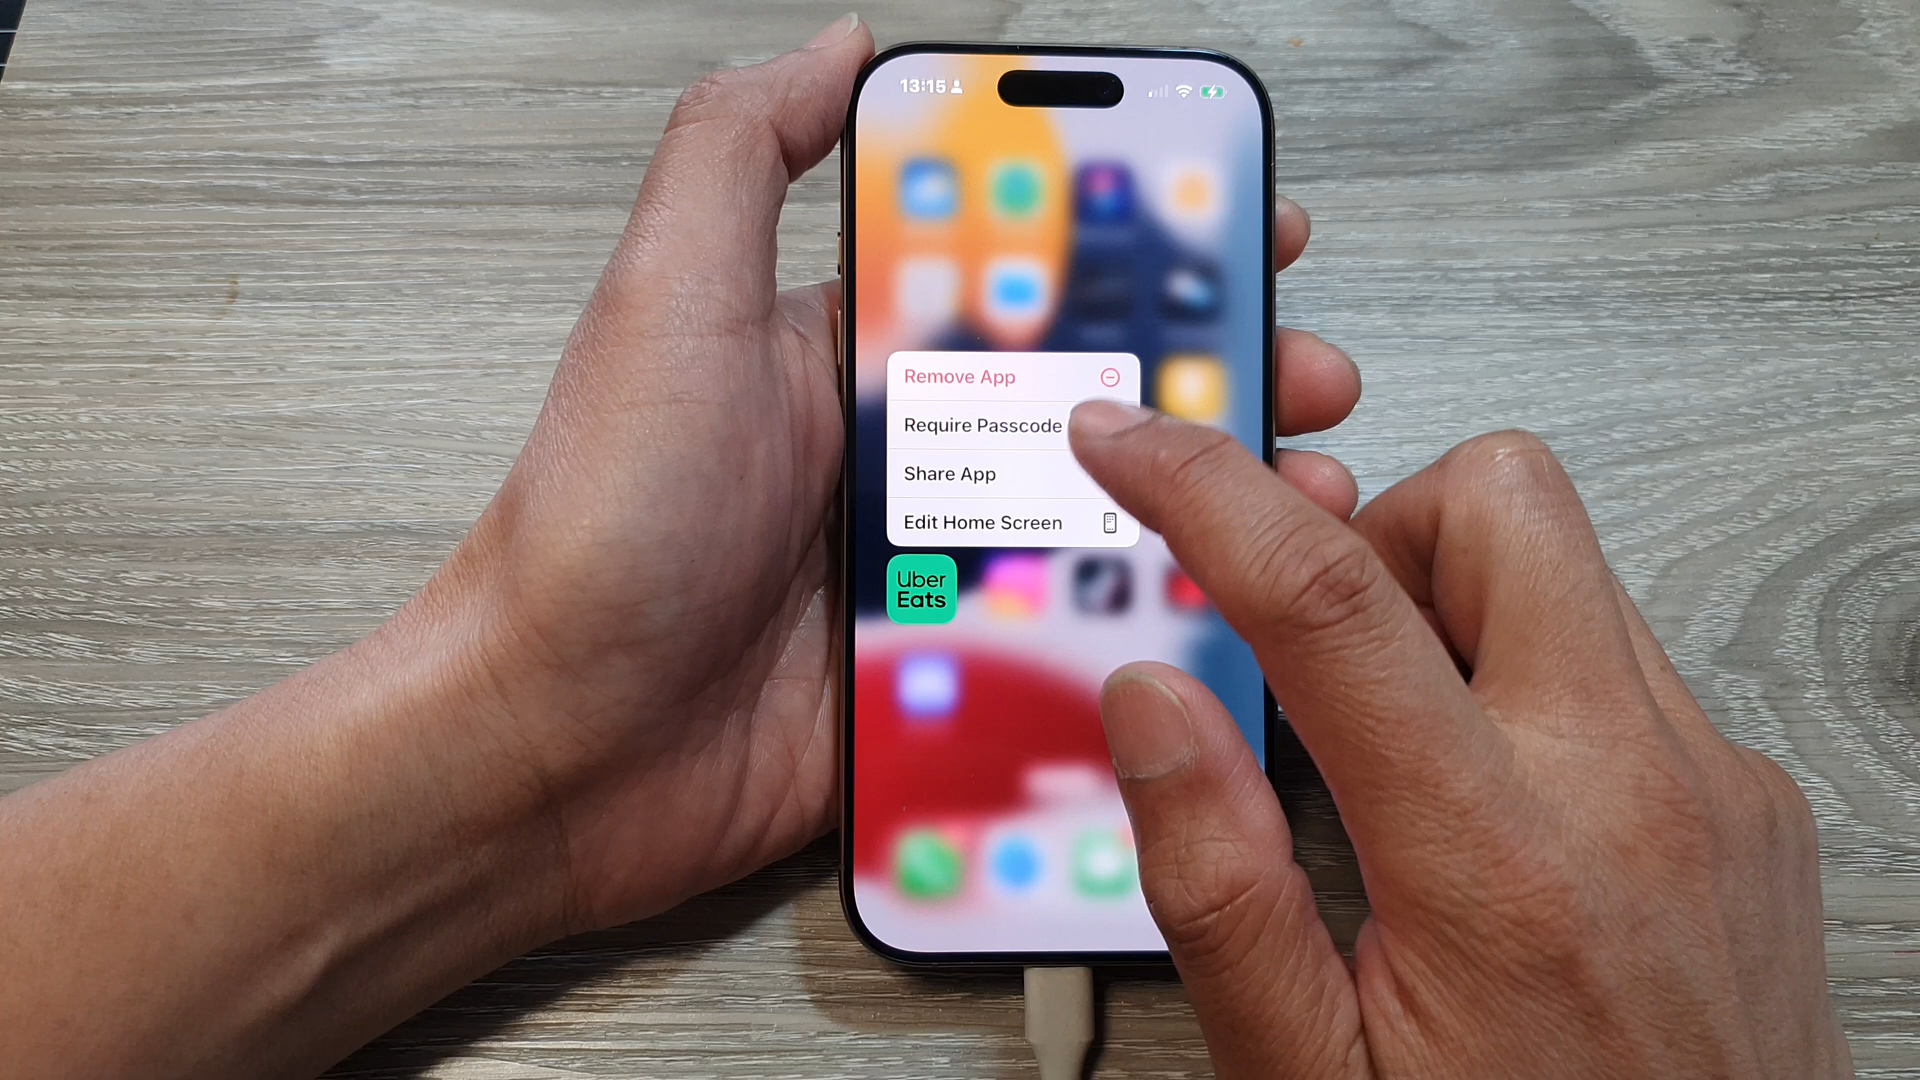 13:15
Remove App
Require Passcode
Share App
Edit Home Screen
Uber
Eats